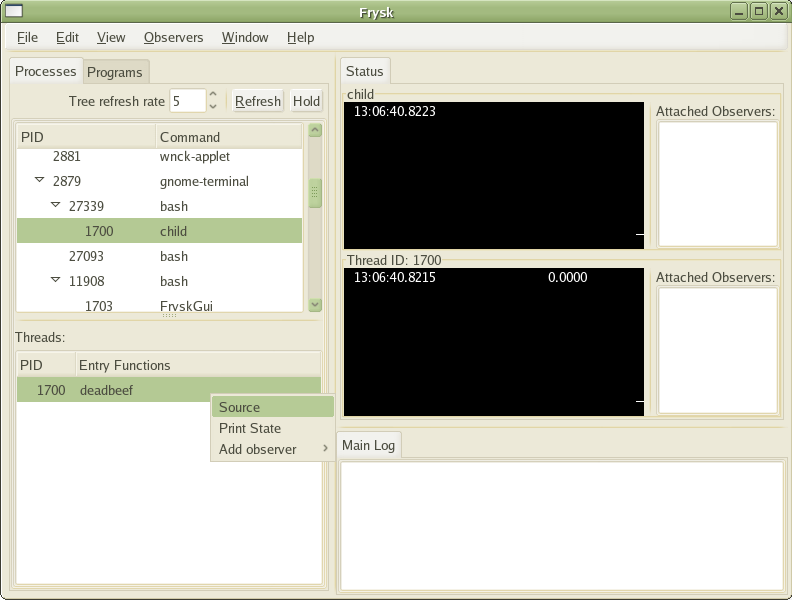 Frysk
File Edit View Observers Window Help
Processes Programs
Tree refresh rate 5 Refresh Hold
PID Command
2881 wnck-applet
2879 gnome-terminal
27339 bash
1700 child
27093 bash
11908 bash
1703 FryskGui
Threads:
PID Entry Functions
1700 deadbeef
Source
Print State
Add observer
Status
child
13:06:40.8223
Attached Observers:
Thread ID: 1700
13:06:40.8215 0.0000
Attached Observers:
Main Log